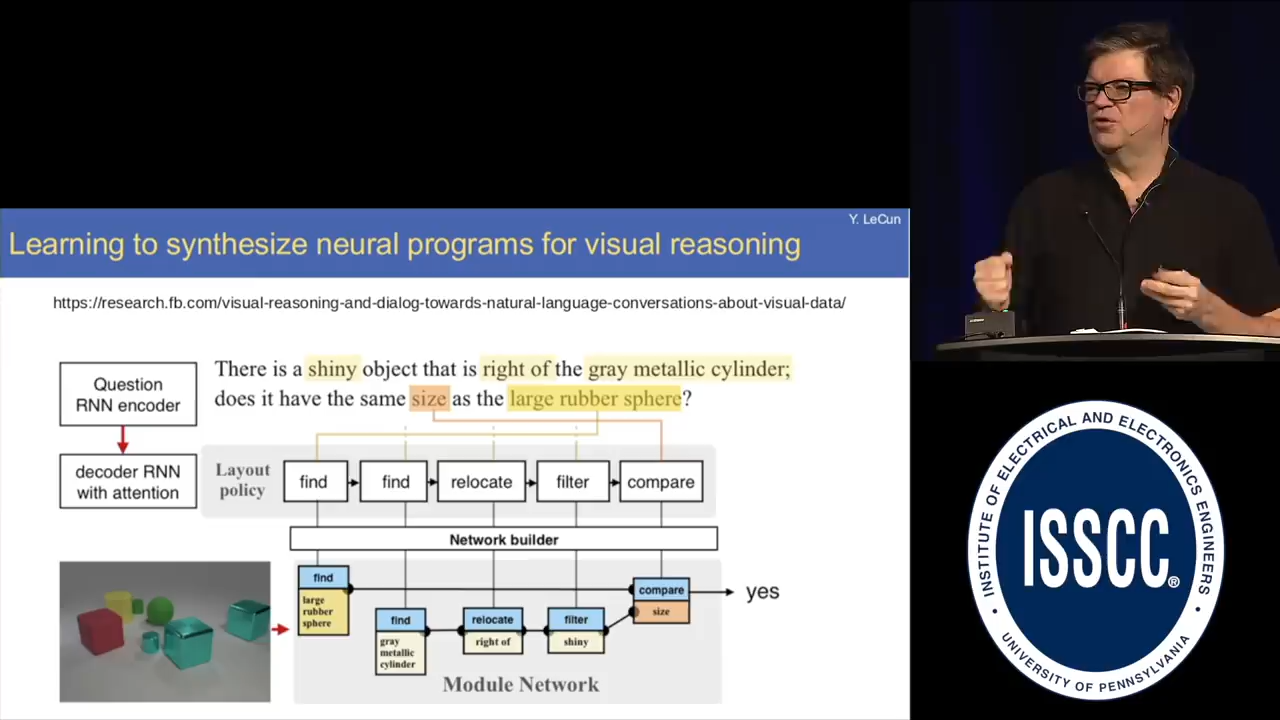 Y. LeCun
Learning to synthesize neural programs for visual reasoning
https://research.fb.com/visual-reasoning-and-dialog-towards-natural-language-conversations-about-visual-data/
Question
RNN encoder
There is a shiny object that is right of the gray metallic cylinder;
does it have the same size as the large rubber sphere?
decoder RNN
with attention
Layout
policy
find
find
relocate
filter
compare
Network builder
find
large
rubber
sphere
find
gray
metallic
cylinder
relocate
right of
filter
shiny
compare
size
yes
Module Network
INSTITUTE OF ELECTRICAL AND ELECTRONICS ENGINEERS
ISSCC®
UNIVERSITY OF PENNSYLVANIA